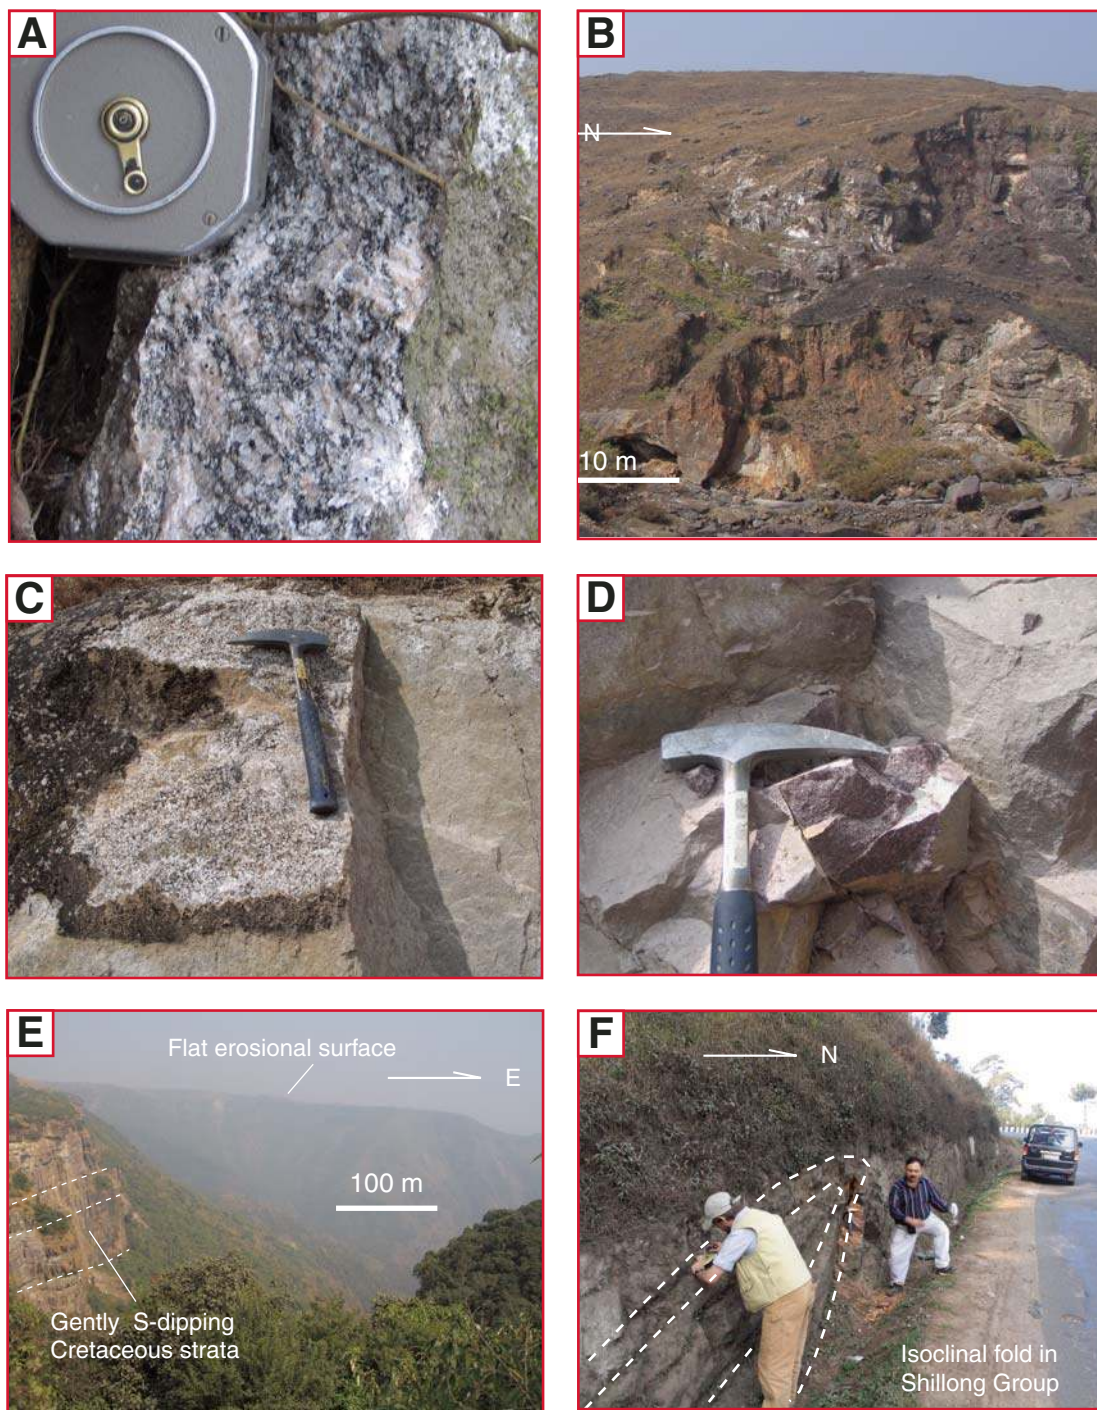 A
B
N
10 m
C
D
E
Flat erosional surface
E
100 m
Gently S-dipping
Cretaceous strata
F
N
Isoclinal fold in
Shillong Group